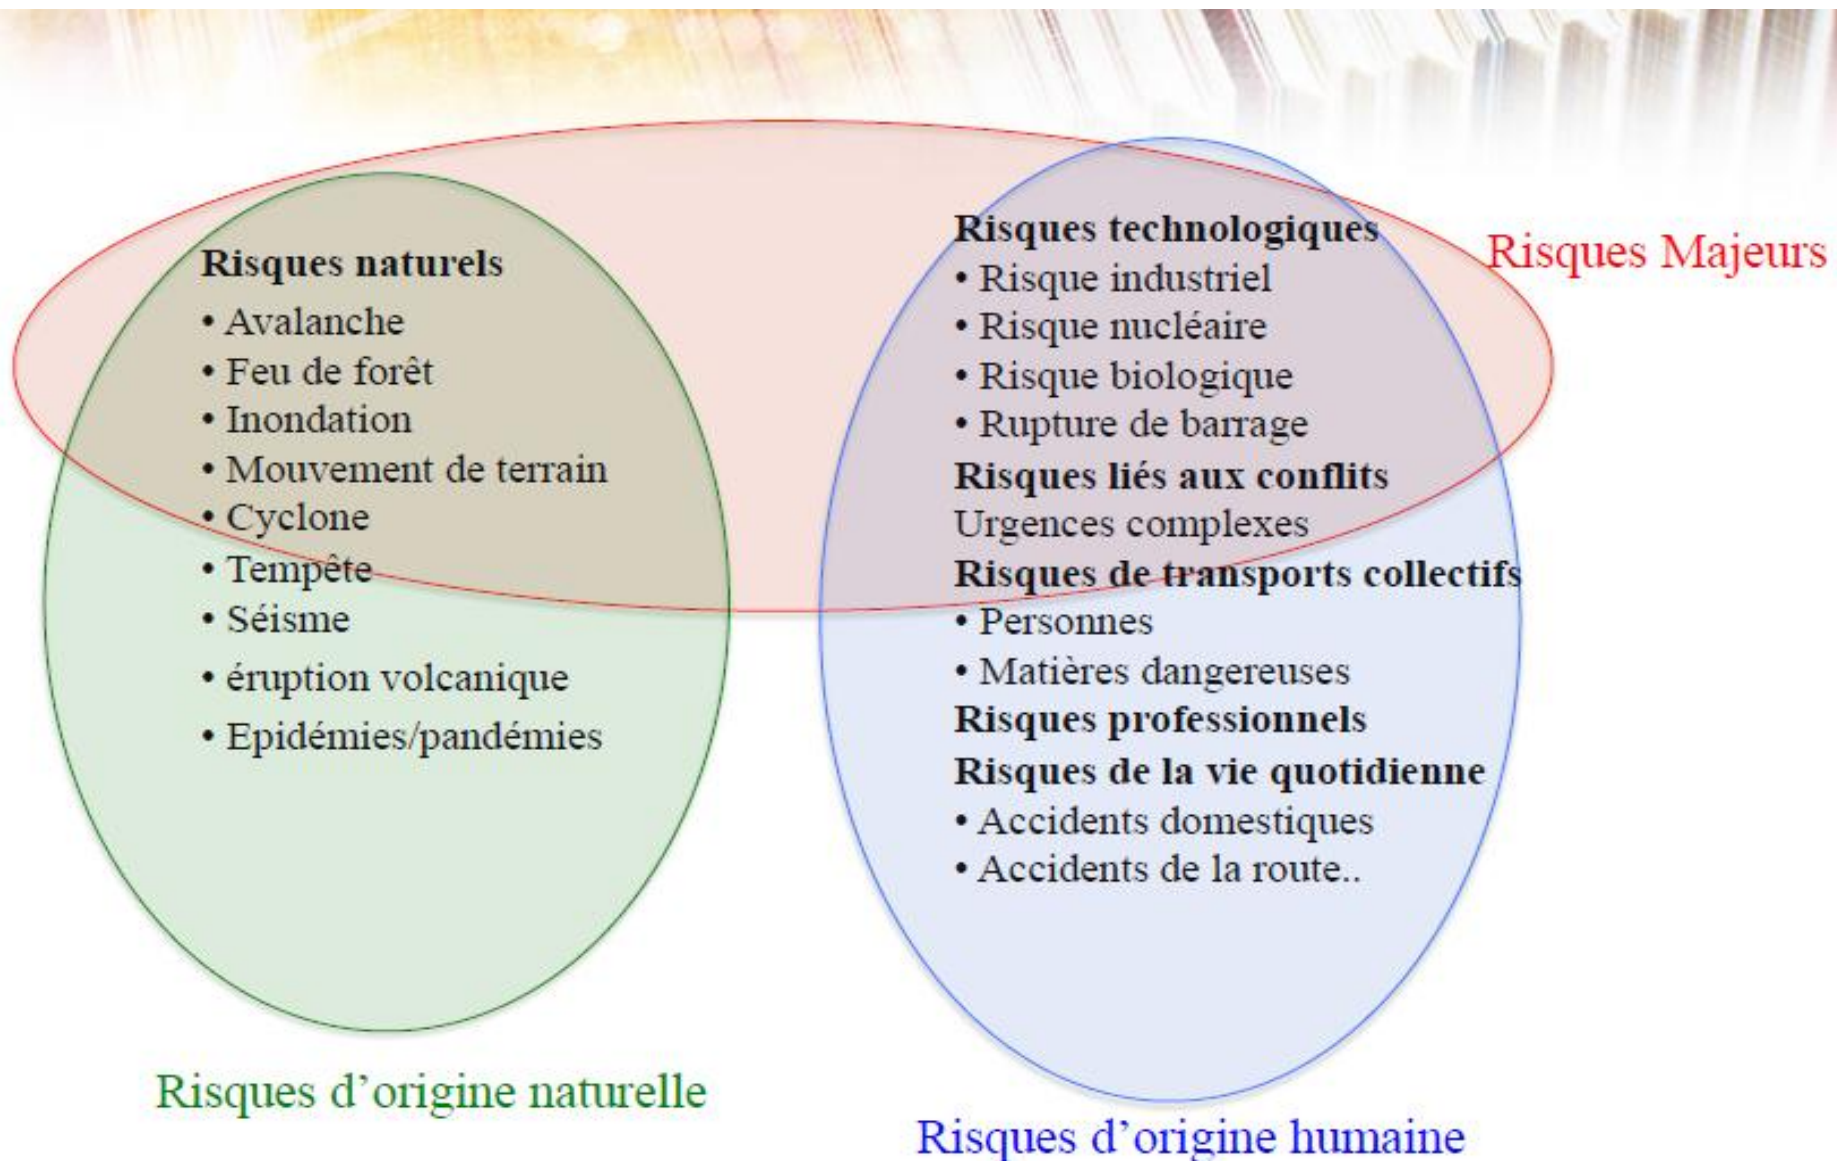 Risques naturels
• Avalanche
• Feu de forêt
• Inondation
• Mouvement de terrain
• Cyclone
• Tempête
• Séisme
• éruption volcanique
• Epidémies/pandémies
Risques d’origine naturelle
Risques technologiques
• Risque industriel
• Risque nucléaire
• Risque biologique
• Rupture de barrage
Risques liés aux conflits
Urgences complexes
Risques de transports collectifs
• Personnes
• Matières dangereuses
Risques professionnels
Risques de la vie quotidienne
• Accidents domestiques
• Accidents de la route..
Risques d’origine humaine
Risques Majeurs